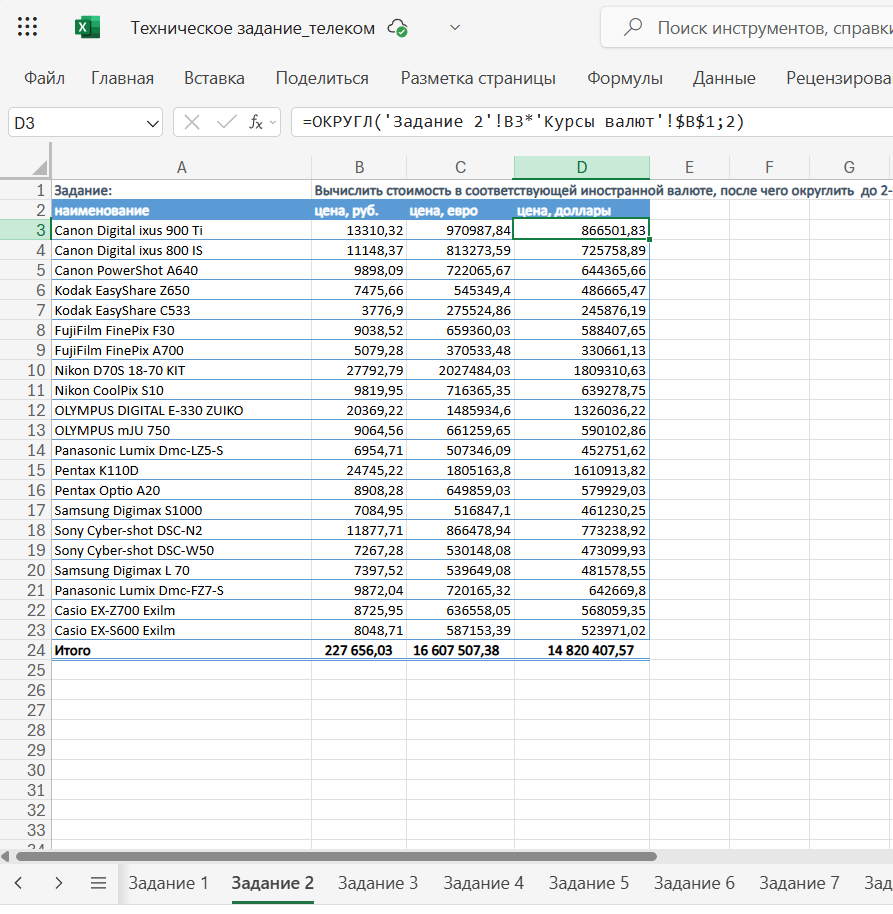 Техническое задание_телеком
Поиск инструментов, справки
Файл Главная Вставка Поделиться Разметка страницы Формулы Данные Рецензирова
D3 fx =ОКРУГЛ('Задание 2'!B3*'Курсы валют'!$B$1;2)
A B C D E F G
1 Задание: Вычислить стоимость в соответствующей иностранной валюте, после чего округлить до 2-
2 наименование цена, руб. цена, евро цена, доллары
3 Canon Digital ixus 900 Ti 13310,32 970987,84 866501,83
4 Canon Digital ixus 800 IS 11148,37 813273,59 725758,89
5 Canon PowerShot A640 9898,09 722065,67 644365,66
6 Kodak EasyShare Z650 7475,66 545349,4 486665,47
7 Kodak EasyShare C533 3776,9 275524,86 245876,19
8 FujiFilm FinePix F30 9038,52 659360,03 588407,65
9 FujiFilm FinePix A700 5079,28 370533,48 330661,13
10 Nikon D70S 18-70 KIT 27792,79 2027484,03 1809310,63
11 Nikon CoolPix S10 9819,95 716365,35 639278,75
12 OLYMPUS DIGITAL E-330 ZUIKO 20369,22 1485934,6 1326036,22
13 OLYMPUS mJU 750 9064,56 661259,65 590102,86
14 Panasonic Lumix Dmc-LZ5-S 6954,71 507346,09 452751,62
15 Pentax K110D 24745,22 1805163,8 1610913,82
16 Pentax Optio A20 8908,28 649859,03 579929,03
17 Samsung Digimax S1000 7084,95 516847,1 461230,25
18 Sony Cyber-shot DSC-N2 11877,71 866478,94 773238,92
19 Sony Cyber-shot DSC-W50 7267,28 530148,08 473099,93
20 Samsung Digimax L 70 7397,52 539649,08 481578,55
21 Panasonic Lumix Dmc-FZ7-S 9872,04 720165,32 642669,8
22 Casio EX-Z700 Exilm 8725,95 636558,05 568059,35
23 Casio EX-S600 Exilm 8048,71 587153,39 523971,02
24 Итого 227 656,03 16 607 507,38 14 820 407,57
25
26
27
28
29
30
31
32
33
34
Задание 1 Задание 2 Задание 3 Задание 4 Задание 5 Задание 6 Задание 7 Зад